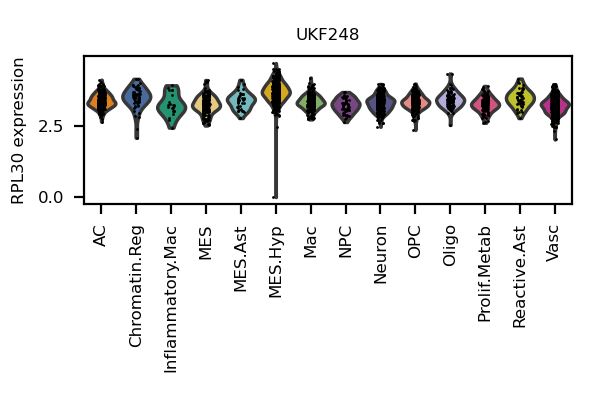 UKF248
RPL30 expression
2.5
0.0
AC
Chromatin.Reg
Inflammatory.Mac
MES
MES.Ast
MES.Hyp
Mac
NPC
Neuron
OPC
Oligo
Prolif.Metab
Reactive.Ast
Vasc